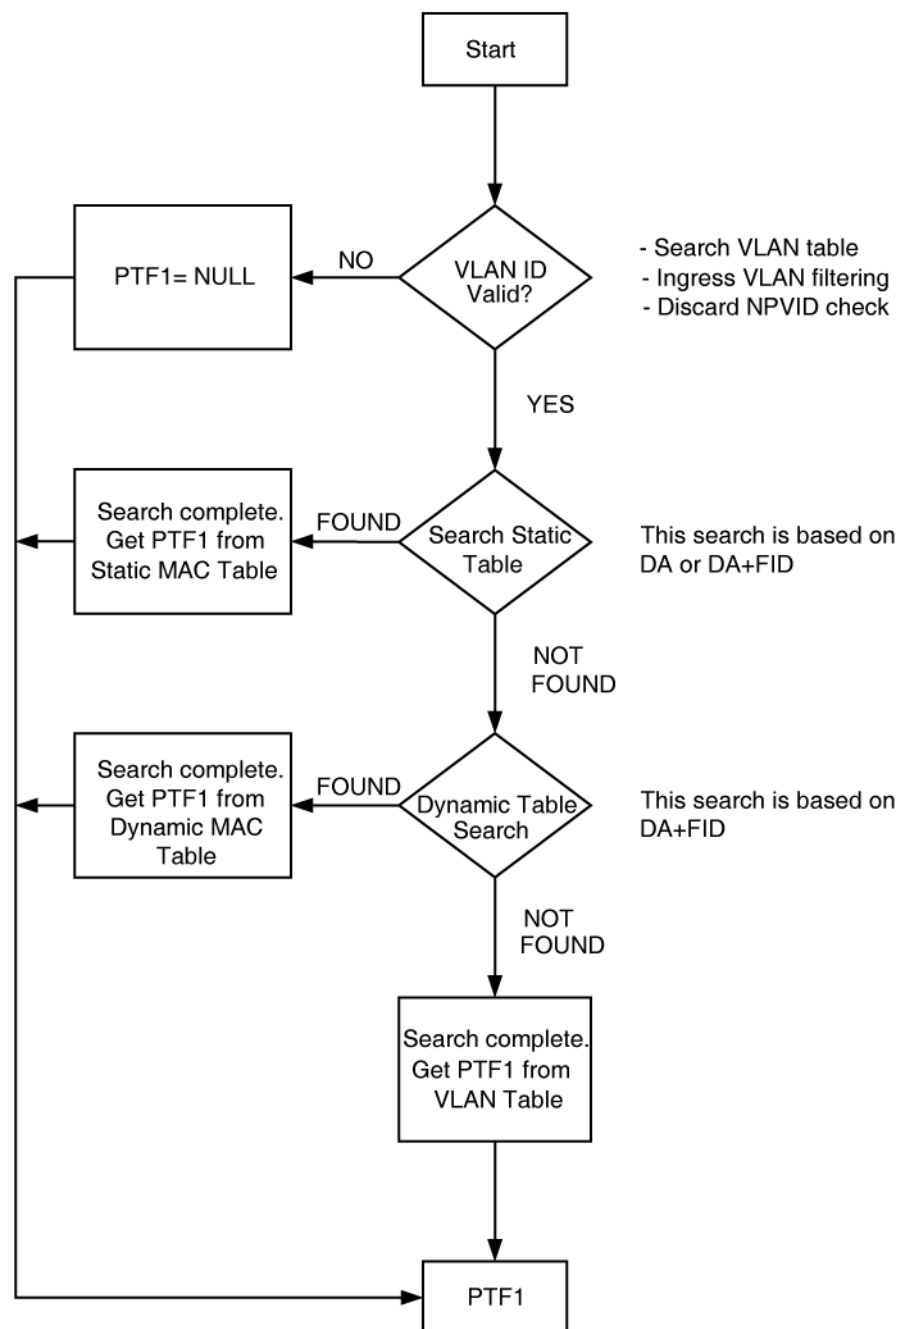 Start
PTF1= NULL
NO
VLAN ID
Valid?
- Search VLAN table
- Ingress VLAN filtering
- Discard NPVID check
YES
Search complete.
Get PTF1 from
Static MAC Table
FOUND
Search Static
Table
This search is based on
DA or DA+FID
NOT
FOUND
Search complete.
Get PTF1 from
Dynamic MAC
Table
FOUND
Dynamic Table
Search
This search is based on
DA+FID
NOT
FOUND
Search complete.
Get PTF1 from
VLAN Table
PTF1